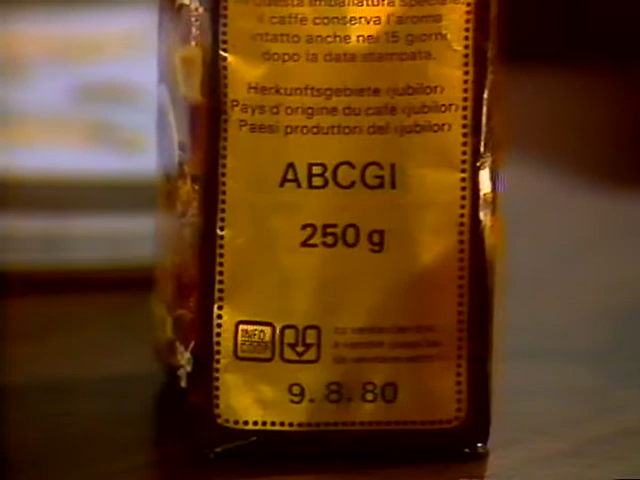 Questa imballatura speciale
il caffè conserva l'aroma
intatto anche nei 15 giorni
dopo la data stampata.
Herkunftsgebiete ‹jubilor›
Pays d'origine du café ‹jubilor›
Paesi produttori del ‹jubilor›
ABCGI
250 g
INFO
9. 8. 80